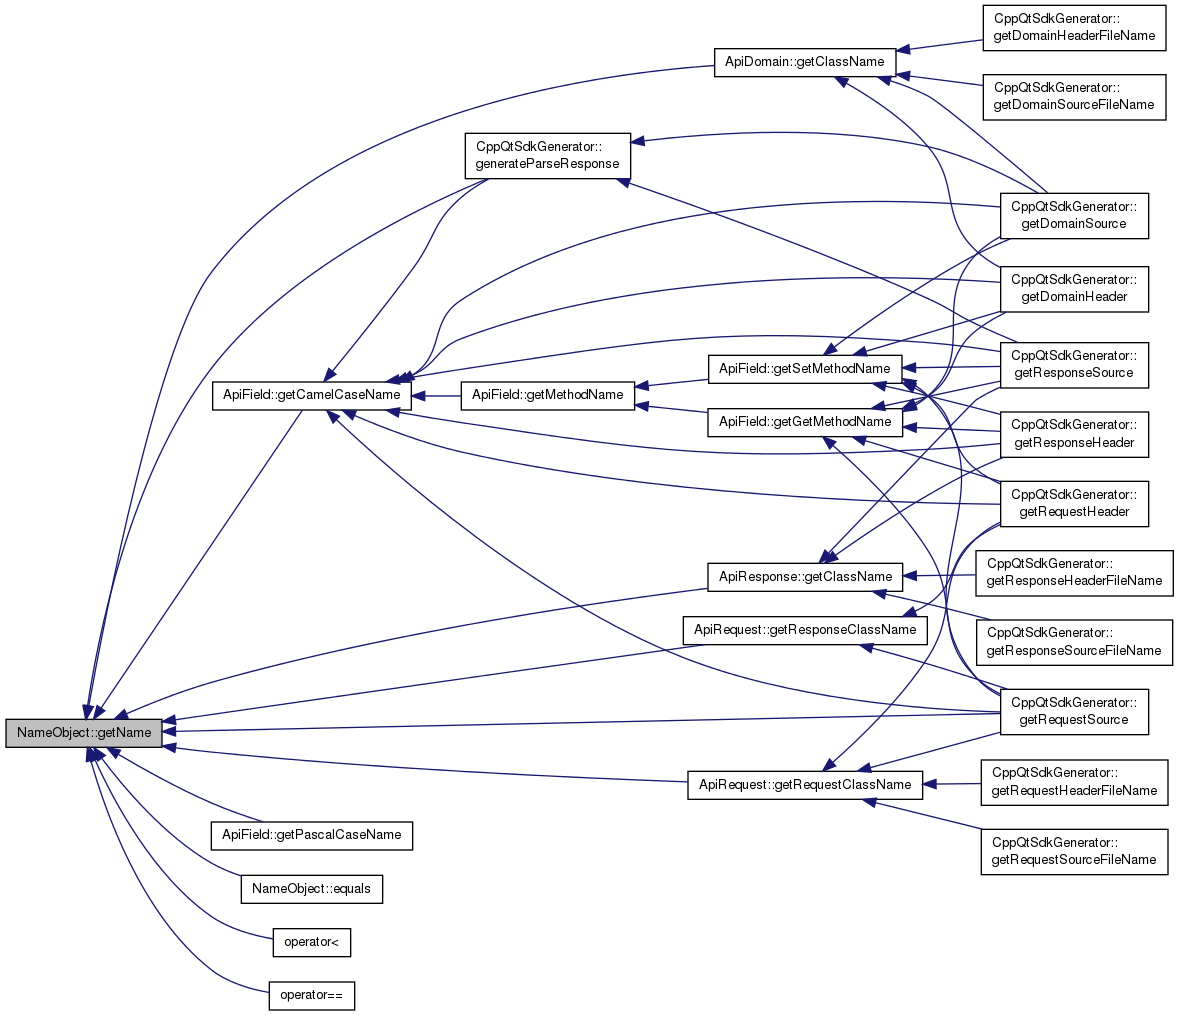 NameObject::getName
ApiDomain::getClassName
CppQtSdkGenerator::
generateParseResponse
ApiField::getCamelCaseName
ApiField::getMethodName
ApiField::getSetMethodName
ApiField::getGetMethodName
ApiResponse::getClassName
ApiRequest::getResponseClassName
ApiRequest::getRequestClassName
ApiField::getPascalCaseName
NameObject::equals
operator<
operator==
CppQtSdkGenerator::
getDomainHeaderFileName
CppQtSdkGenerator::
getDomainSourceFileName
CppQtSdkGenerator::
getDomainSource
CppQtSdkGenerator::
getDomainHeader
CppQtSdkGenerator::
getResponseSource
CppQtSdkGenerator::
getResponseHeader
CppQtSdkGenerator::
getRequestHeader
CppQtSdkGenerator::
getResponseHeaderFileName
CppQtSdkGenerator::
getResponseSourceFileName
CppQtSdkGenerator::
getRequestSource
CppQtSdkGenerator::
getRequestHeaderFileName
CppQtSdkGenerator::
getRequestSourceFileName